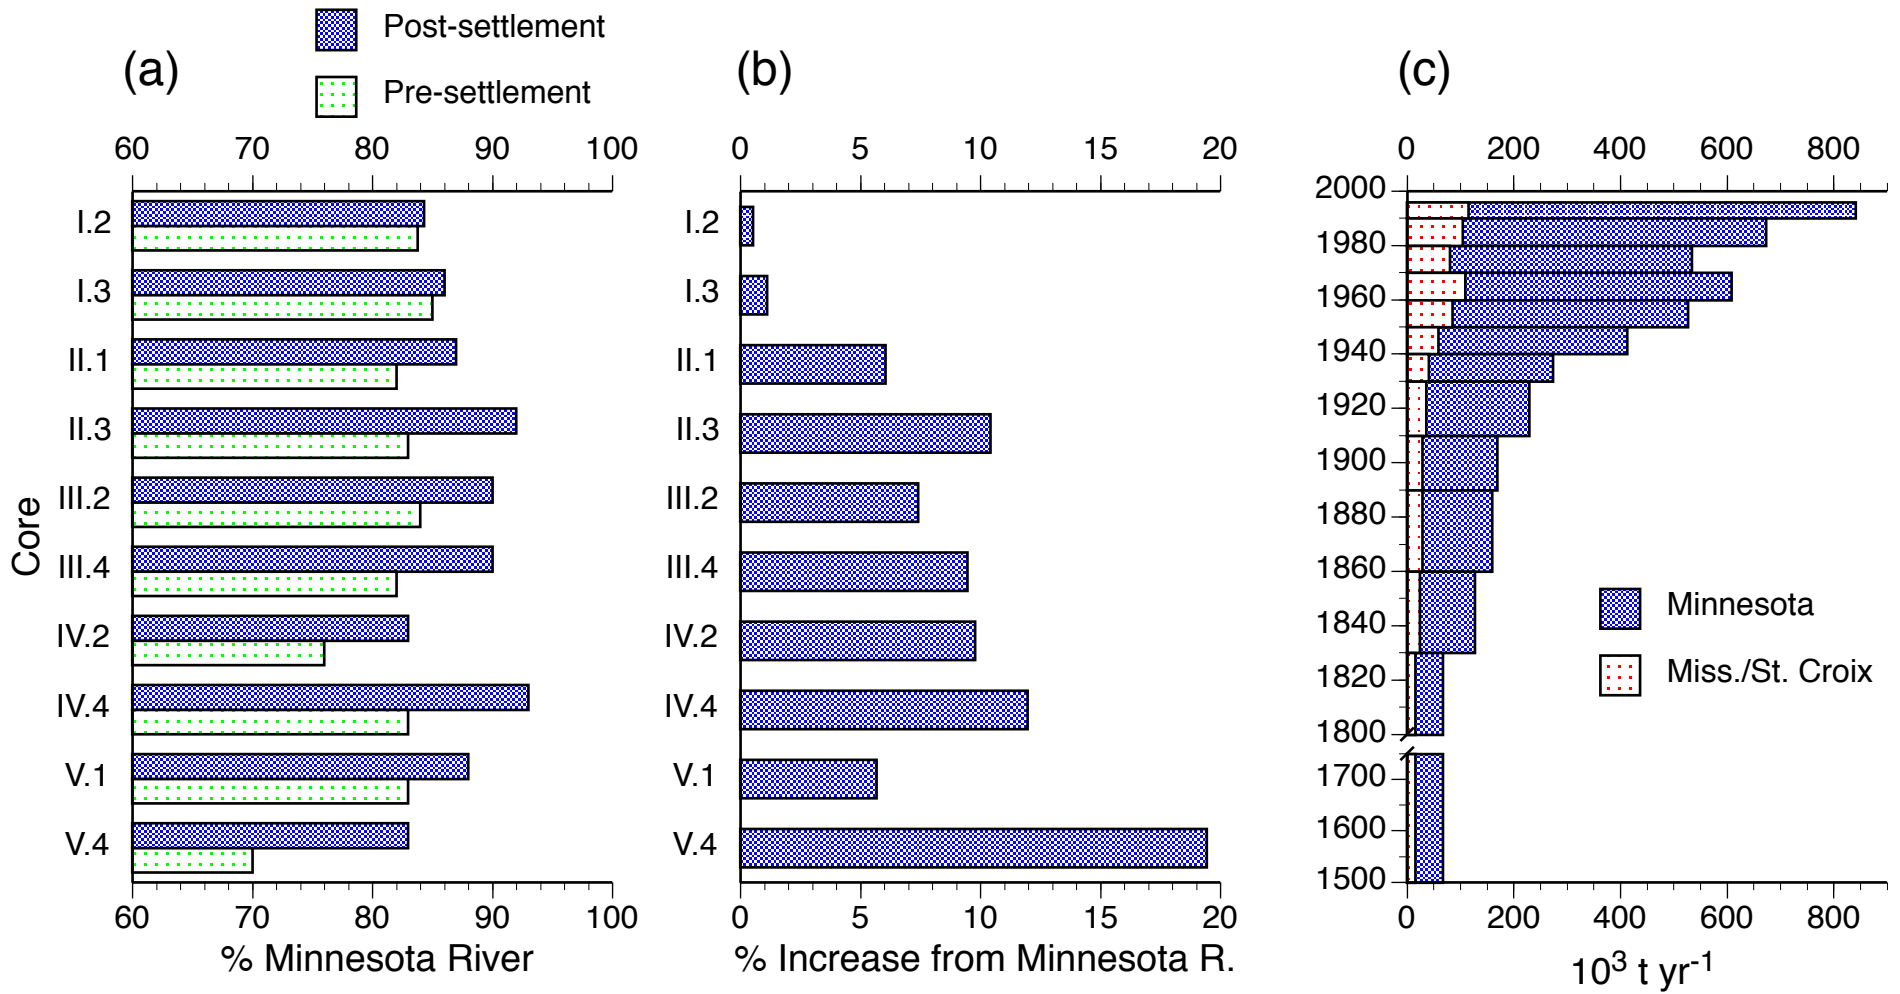 Post-settlement
Pre-settlement
(a)
(b)
(c)
60 70 80 90 100
0 5 10 15 20
0 200 400 600 800
Core
I.2
I.3
II.1
II.3
III.2
III.4
IV.2
IV.4
V.1
V.4
60 70 80 90 100
% Minnesota River
I.2
I.3
II.1
II.3
III.2
III.4
IV.2
IV.4
V.1
V.4
0 5 10 15 20
% Increase from Minnesota R.
2000
1980
1960
1940
1920
1900
1880
1860
1840
1820
1800
1700
1600
1500
Minnesota
Miss./St. Croix
0 200 400 600 800
10³ t yr⁻¹